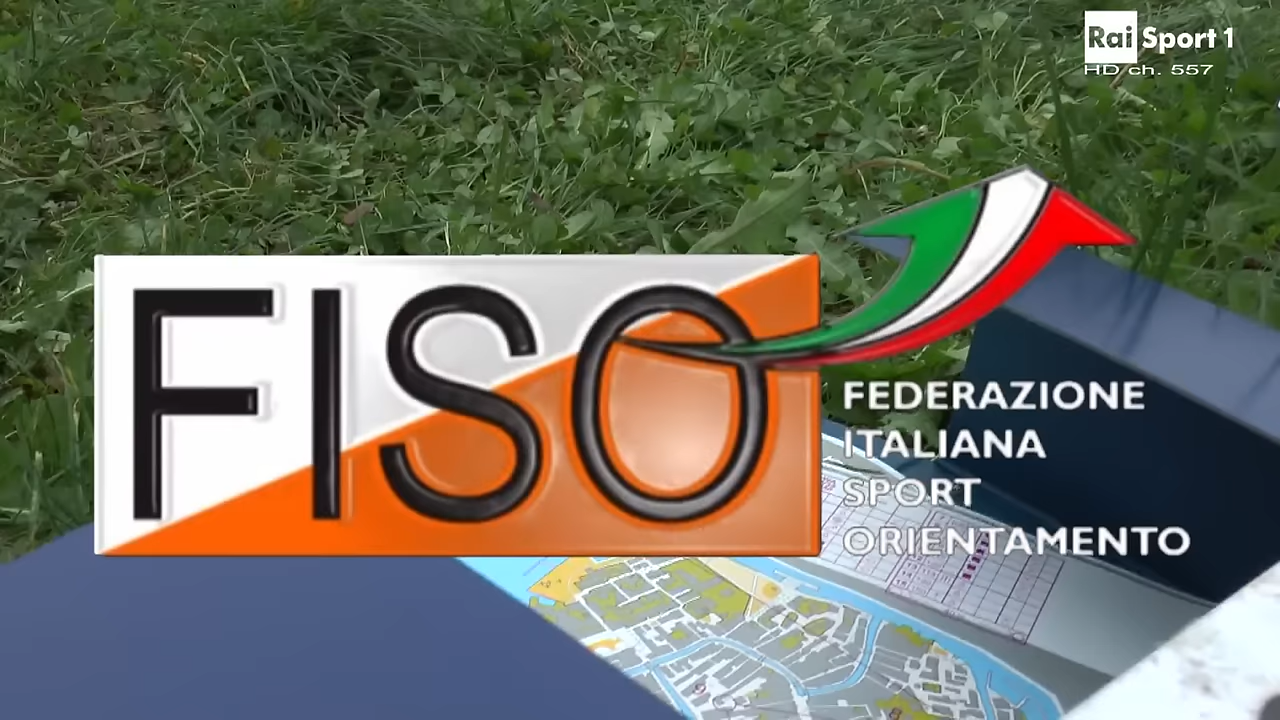 Rai Sport 1
HD ch. 557
FISO
FEDERAZIONE
ITALIANA
SPORT
ORIENTAMENTO